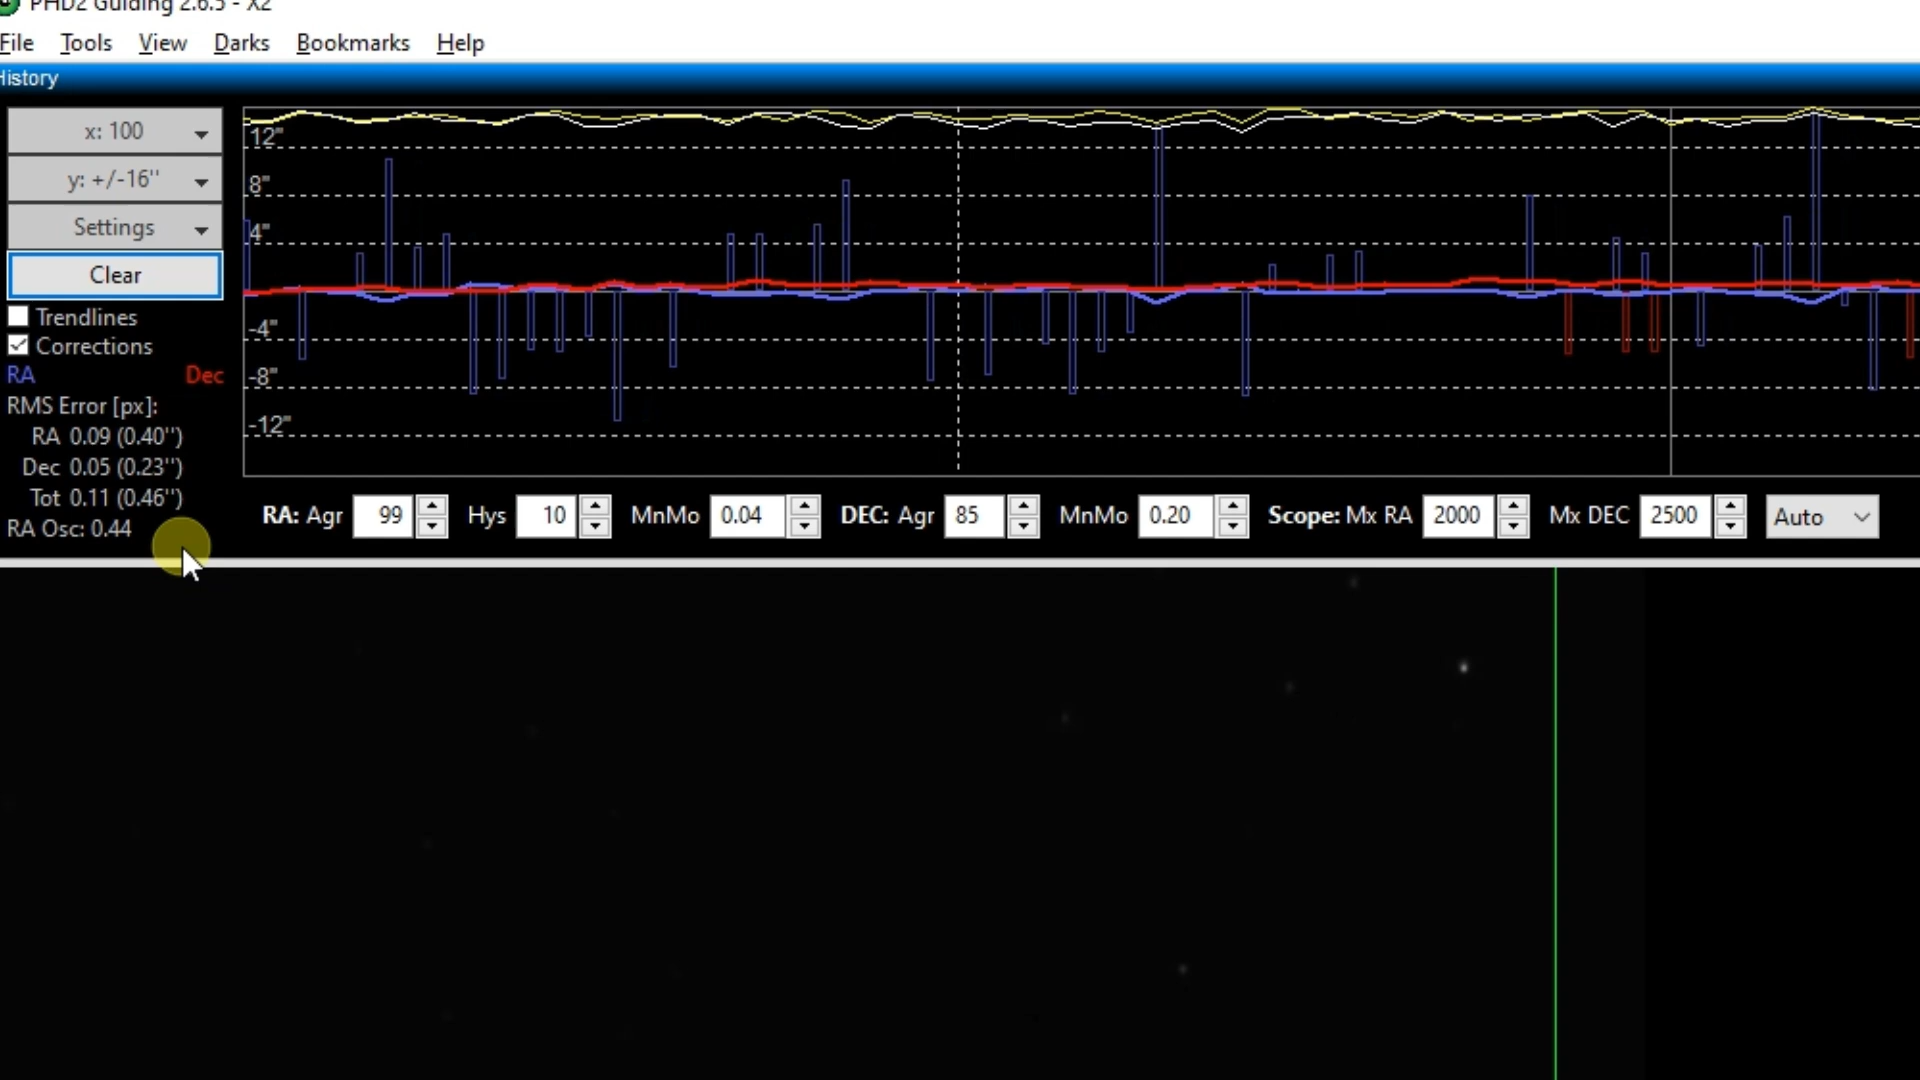 PHD2 Guiding 2.6.5 - X2
File Tools View Darks Bookmarks Help
History
x: 100
y: +/-16''
Settings
Clear
Trendlines
Corrections
RA Dec
RMS Error [px]:
RA 0.09 (0.40'')
Dec 0.05 (0.23'')
Tot 0.11 (0.46'')
RA Osc: 0.44
12"
8"
4"
-4"
-8"
-12"
RA: Agr 99 Hys 10 MnMo 0.04 DEC: Agr 85 MnMo 0.20 Scope: Mx RA 2000 Mx DEC 2500 Auto